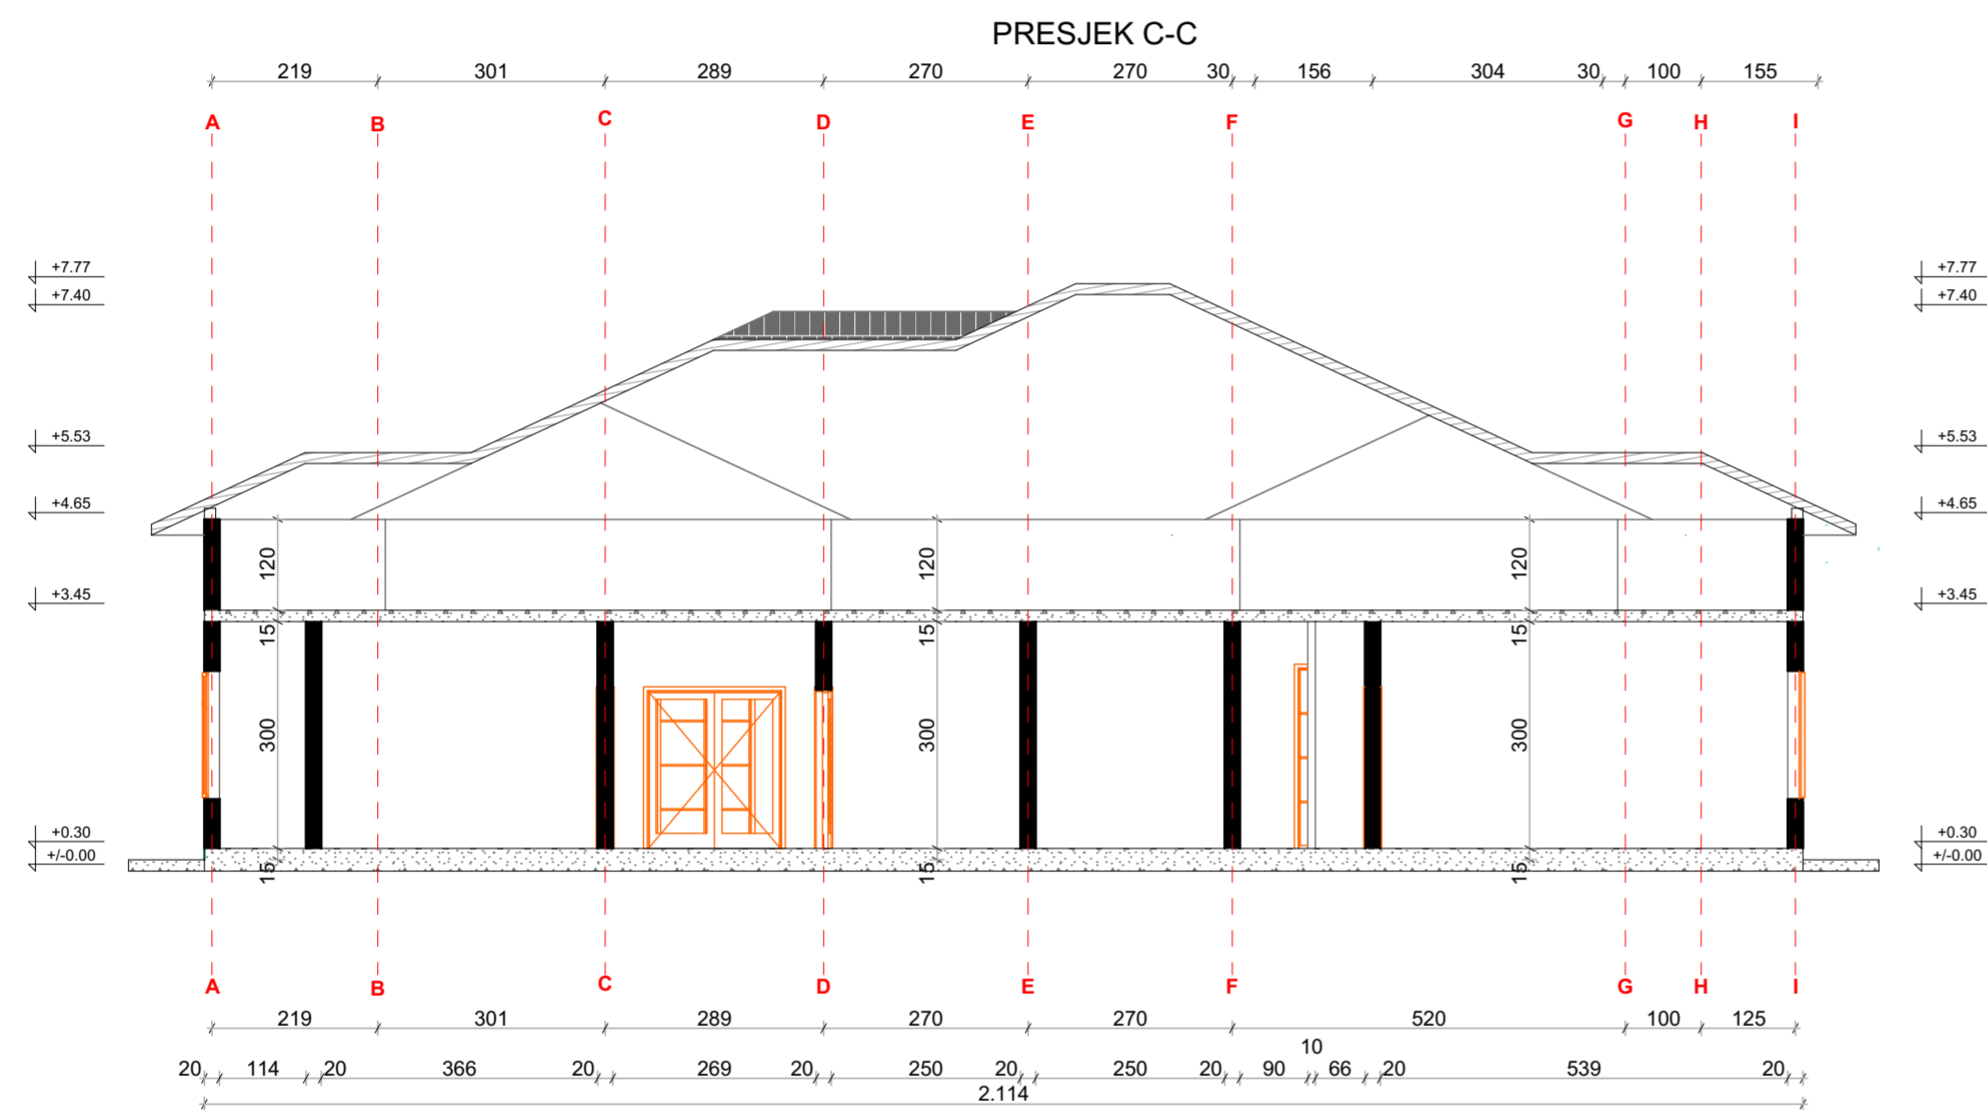 PRESJEK C-C
219 301 289 270 270 30 156 304 30 100 155
A B C D E F G H I
+7.77 +7.77
+7.40 +7.40
+5.53 +5.53
+4.65 +4.65
120 120 120
+3.45 +3.45
15 15 15
300 300 300
+0.30 +0.30
+/-0.00 +/-0.00
15 15 15
A B C D E F G H I
219 301 289 270 270 520 100 125
10
20 114 20 366 20 269 20 250 20 250 20 90 66 20 539 20
2.114